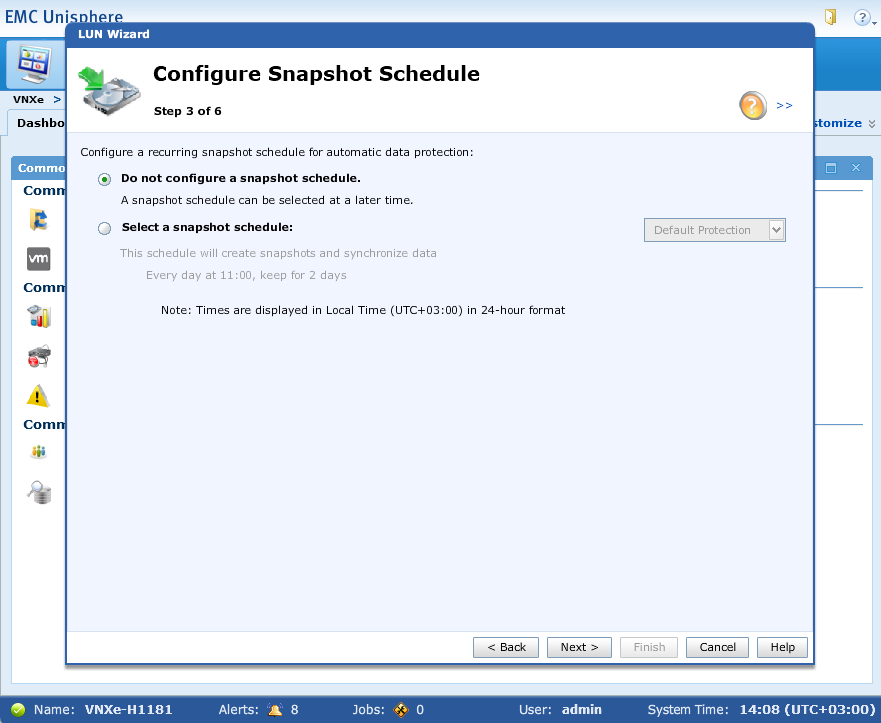 EMC Unisphere
LUN Wizard
Configure Snapshot Schedule
Step 3 of 6
>>
VNXe >
Dashbo
stomize
Configure a recurring snapshot schedule for automatic data protection:
Commo
Do not configure a snapshot schedule.
Comm
A snapshot schedule can be selected at a later time.
Select a snapshot schedule:
Default Protection
This schedule will create snapshots and synchronize data
vm
Every day at 11:00, keep for 2 days
Comm
Note: Times are displayed in Local Time (UTC+03:00) in 24-hour format
Comm
< Back Next > Finish Cancel Help
Name: VNXe-H1181 Alerts: 8 Jobs: 0 User: admin System Time: 14:08 (UTC+03:00)